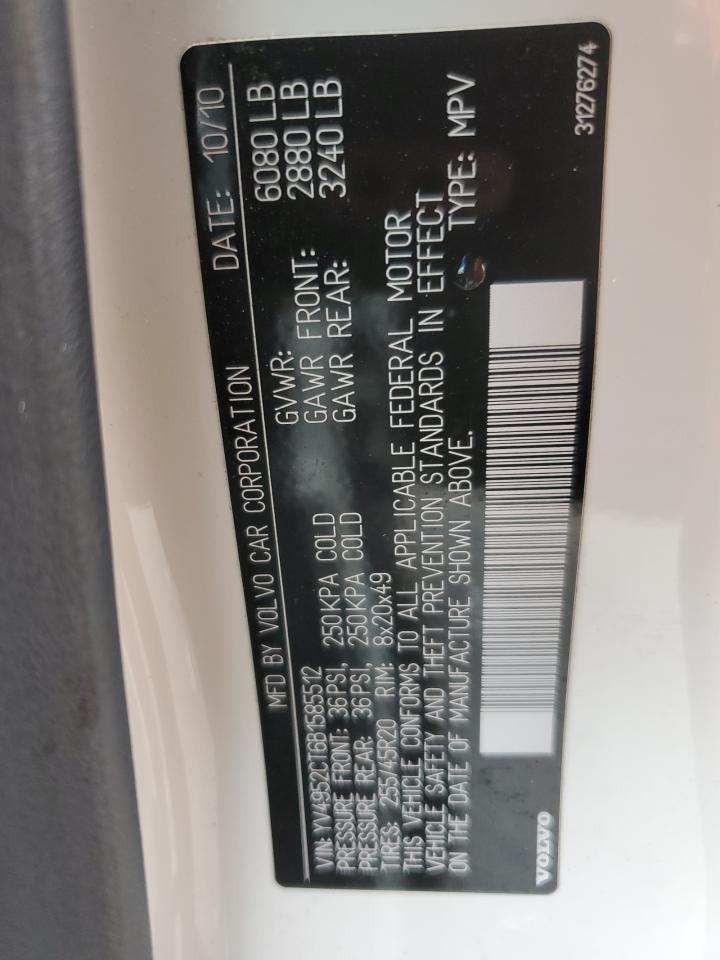 MFD BY VOLVO CAR CORPORATION DATE: 10/10
GVWR: 6080 LB
GAWR FRONT: 2880 LB
GAWR REAR: 3240 LB
VIN: YV4952CT6B1585512
PRESSURE FRONT: 36PSI, 250KPA COLD
PRESSURE REAR: 36PSI, 250KPA COLD
TIRES: 255/45R20 RIM: 8x20x49
THIS VEHICLE CONFORMS TO ALL APPLICABLE FEDERAL MOTOR
VEHICLE SAFETY AND THEFT PREVENTION STANDARDS IN EFFECT
ON THE DATE OF MANUFACTURE SHOWN ABOVE. TYPE: MPV
VOLVO 31276274